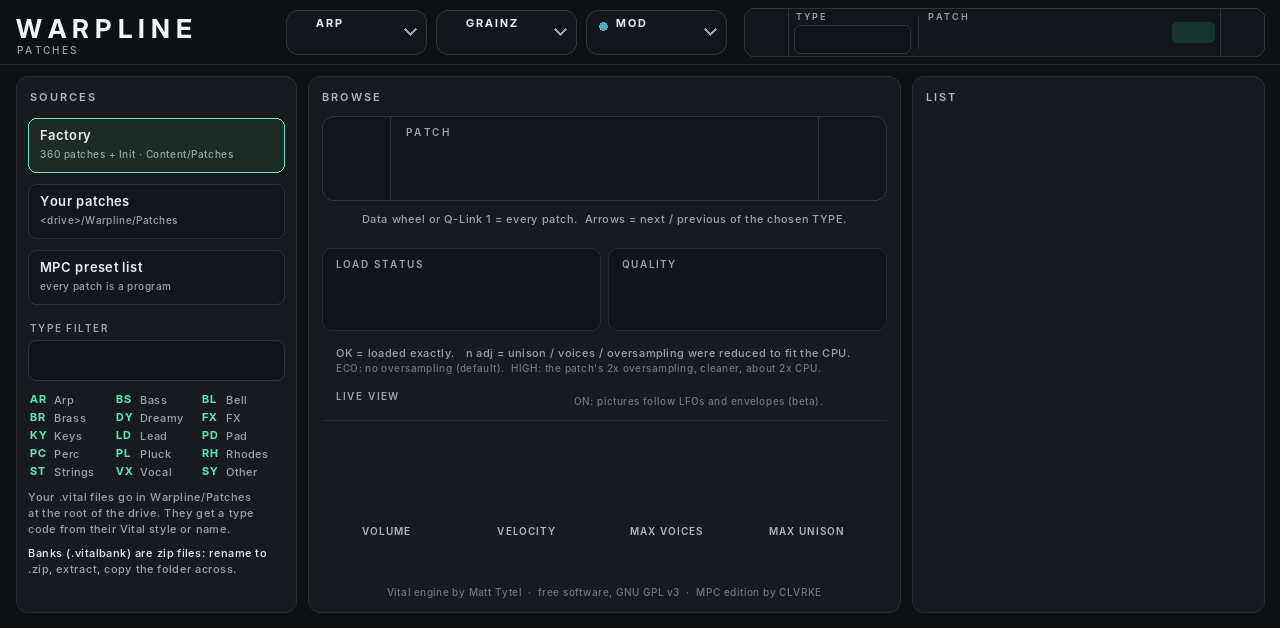 WARPLINE
PATCHES
ARP
GRAINZ
MOD
TYPE
PATCH
SOURCES
Factory
360 patches + Init · Content/Patches
Your patches
<drive>/Warpline/Patches
MPC preset list
every patch is a program
TYPE FILTER
AR Arp BS Bass BL Bell
BR Brass DY Dreamy FX FX
KY Keys LD Lead PD Pad
PC Perc PL Pluck RH Rhodes
ST Strings VX Vocal SY Other
Your .vital files go in Warpline/Patches
at the root of the drive. They get a type
code from their Vital style or name.
Banks (.vitalbank) are zip files: rename to
.zip, extract, copy the folder across.
BROWSE
PATCH
Data wheel or Q-Link 1 = every patch. Arrows = next / previous of the chosen TYPE.
LOAD STATUS
QUALITY
OK = loaded exactly. n adj = unison / voices / oversampling were reduced to fit the CPU.
ECO: no oversampling (default). HIGH: the patch's 2x oversampling, cleaner, about 2x CPU.
LIVE VIEW
ON: pictures follow LFOs and envelopes (beta).
VOLUME
VELOCITY
MAX VOICES
MAX UNISON
Vital engine by Matt Tytel · free software, GNU GPL v3 · MPC edition by CLVRKE
LIST